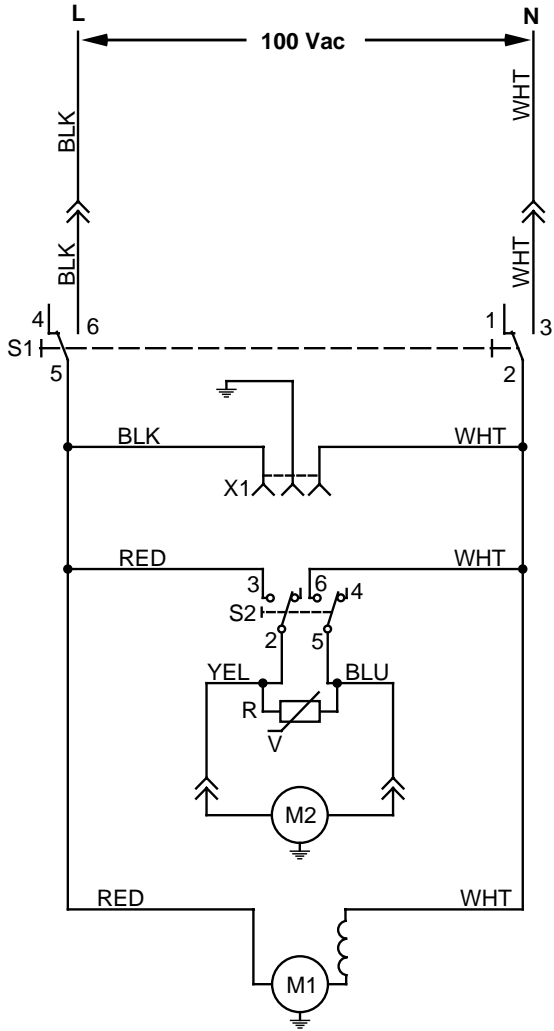 L N
100 Vac
BLK WHT
BLK WHT
4 6 1 3
S1
5 2
BLK WHT
X1
RED WHT
3 6 4
S2
2 5
YEL BLU
R
V
M2
RED WHT
M1